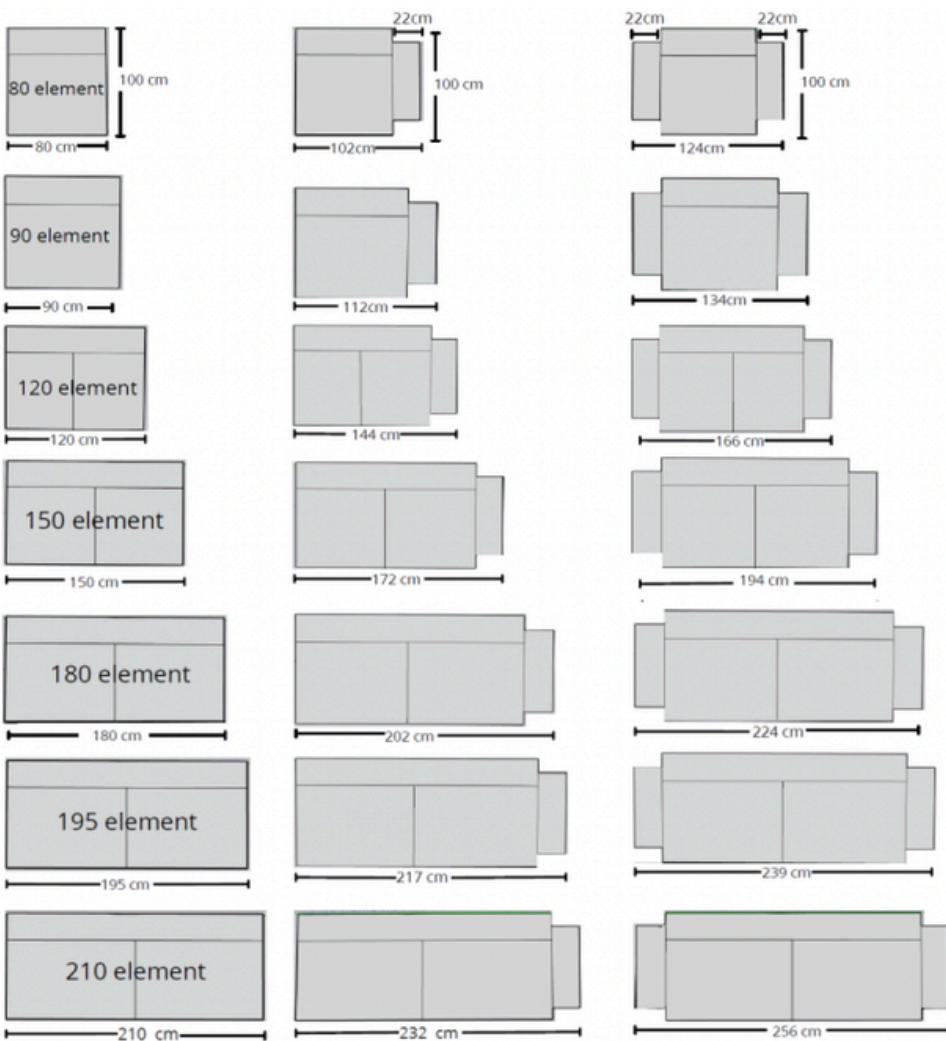 22cm
22cm
22cm
80 element
100 cm
100 cm
100 cm
80 cm
102cm
124cm
90 element
90 cm
112cm
134cm
120 element
120 cm
144 cm
166 cm
150 element
150 cm
172 cm
194 cm
180 element
180 cm
202 cm
224 cm
195 element
195 cm
217 cm
239 cm
210 element
210 cm
232 cm
256 cm